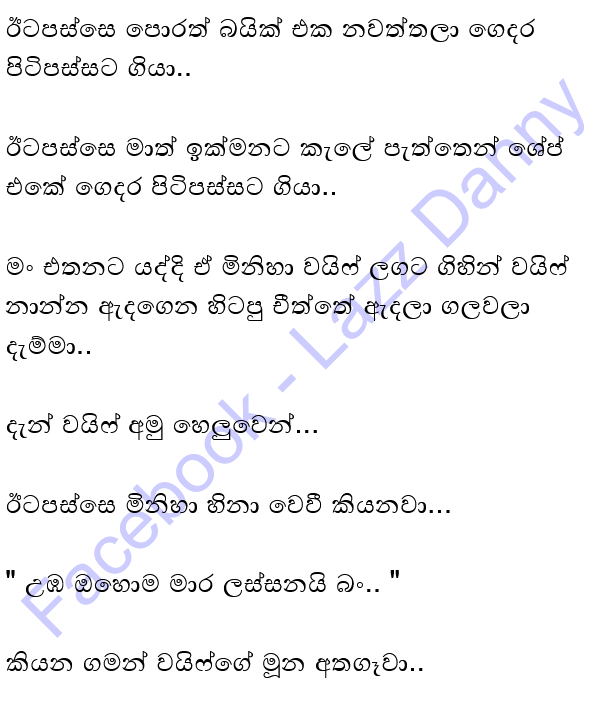 ඊටපස්සෙ පොරත් බයික් එක නවත්තලා ගෙදර
පිටිපස්සට ගියා..
ඊටපස්සෙ මාත් ඉක්මනට කැලේ පැත්තෙන් ශේප්
එකේ ගෙදර පිටිපස්සට ගියා..
මං එතනට යද්දි ඒ මිනිහා වයිෆ් ලගට ගිහින් වයිෆ්
නාන්න ඇදගෙන හිටපු චීත්තේ ඇදලා ගලවලා
දැම්මා..
දැන් වයිෆ් අමු හෙලුවෙන්...
ඊටපස්සෙ මිනිහා හිනා වෙවී කියනවා...
" උඹ ඔහොම මාර ලස්සනයි බං.. "
කියන ගමන් වයිෆ්ගේ මූන අතගෑවා..
Facebook - Lazz Danny